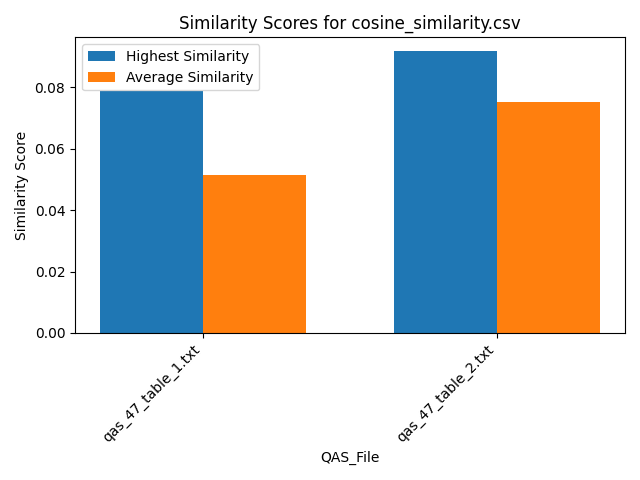 Similarity Scores for cosine_similarity.csv
Highest Similarity
Average Similarity
0.08
0.06
0.04
0.02
0.00
Similarity Score
qas_47_table_1.txt
qas_47_table_2.txt
QAS_File